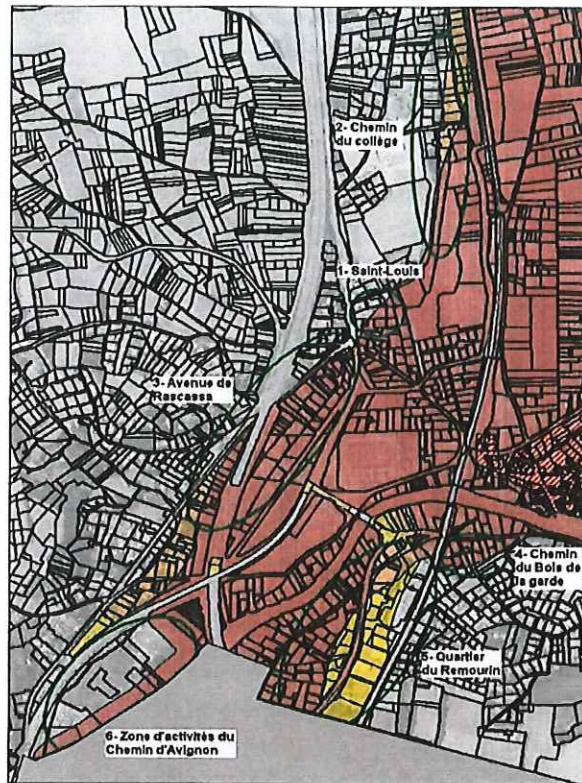 2- Chemin
du collège
1- Saint-Louis
3- Avenue de
Rascassa
4- Chemin
du Bois de
la garde
5- Quartier
du Remourin
6- Zone d'activités du
Chemin d'Avignon